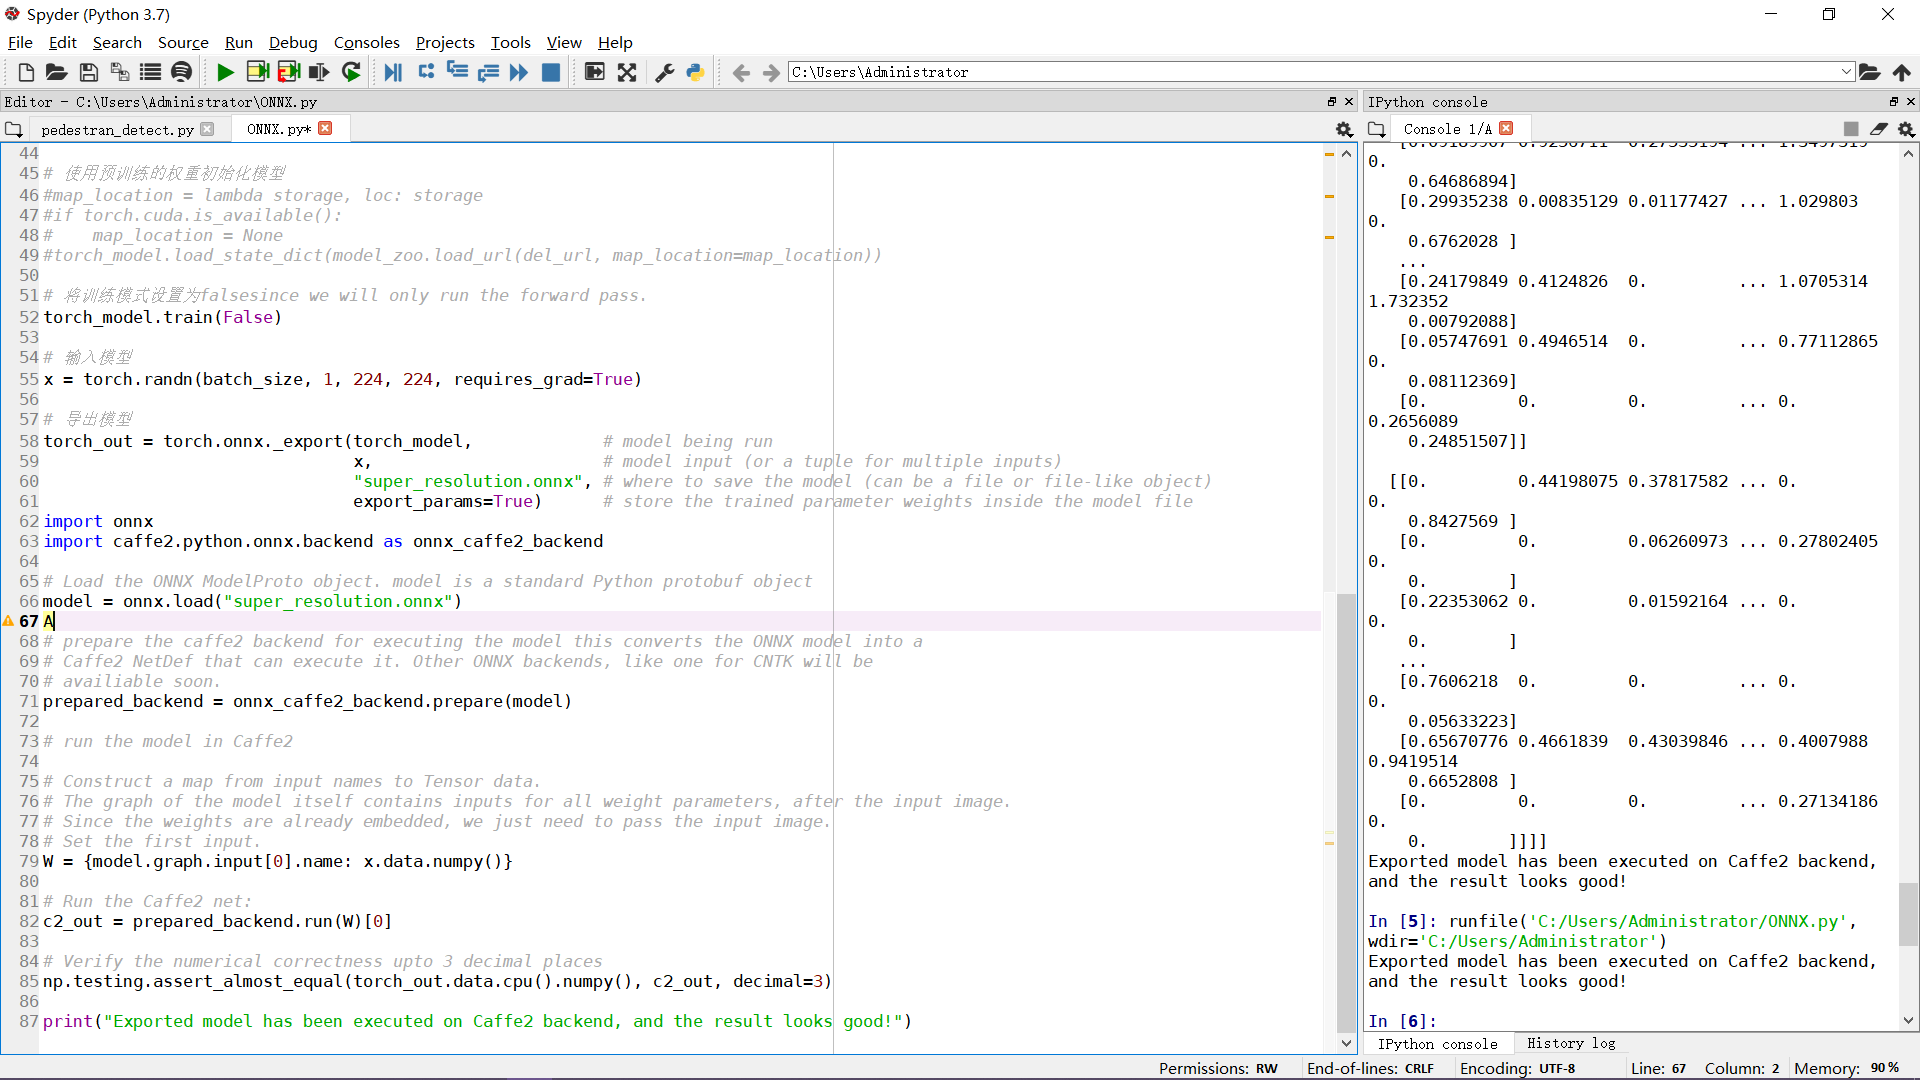 Spyder (Python 3.7)
File Edit Search Source Run Debug Consoles Projects Tools View Help
C:\Users\Administrator
Editor - C:\Users\Administrator\ONNX.py
pedestran_detect.py ONNX.py*
44
45 # 使用预训练的权重初始化模型
46 #map_location = lambda storage, loc: storage
47 #if torch.cuda.is_available():
48 #    map_location = None
49 #torch_model.load_state_dict(model_zoo.load_url(del_url, map_location=map_location))
50
51 # 将训练模式设置为falsesince we will only run the forward pass.
52 torch_model.train(False)
53
54 # 输入模型
55 x = torch.randn(batch_size, 1, 224, 224, requires_grad=True)
56
57 # 导出模型
58 torch_out = torch.onnx._export(torch_model,             # model being run
59                                x,                       # model input (or a tuple for multiple inputs)
60                                "super_resolution.onnx", # where to save the model (can be a file or file-like object)
61                                export_params=True)      # store the trained parameter weights inside the model file
62 import onnx
63 import caffe2.python.onnx.backend as onnx_caffe2_backend
64
65 # Load the ONNX ModelProto object. model is a standard Python protobuf object
66 model = onnx.load("super_resolution.onnx")
67 A
68 # prepare the caffe2 backend for executing the model this converts the ONNX model into a
69 # Caffe2 NetDef that can execute it. Other ONNX backends, like one for CNTK will be
70 # availiable soon.
71 prepared_backend = onnx_caffe2_backend.prepare(model)
72
73 # run the model in Caffe2
74
75 # Construct a map from input names to Tensor data.
76 # The graph of the model itself contains inputs for all weight parameters, after the input image.
77 # Since the weights are already embedded, we just need to pass the input image.
78 # Set the first input.
79 W = {model.graph.input[0].name: x.data.numpy()}
80
81 # Run the Caffe2 net:
82 c2_out = prepared_backend.run(W)[0]
83
84 # Verify the numerical correctness upto 3 decimal places
85 np.testing.assert_almost_equal(torch_out.data.cpu().numpy(), c2_out, decimal=3)
86
87 print("Exported model has been executed on Caffe2 backend, and the result looks good!")
IPython console
Console 1/A
0.
0.64686894]
[0.29935238 0.00835129 0.01177427 ... 1.029803
0.
0.6762028 ]
...
[0.24179849 0.4124826  0.         ... 1.0705314
1.732352
0.00792088]
[0.05747691 0.4946514  0.         ... 0.77112865
0.
0.08112369]
[0.         0.         0.         ... 0.
0.2656089
0.24851507]]
[[0.         0.44198075 0.37817582 ... 0.
0.
0.8427569 ]
[0.         0.         0.06260973 ... 0.27802405
0.
0.        ]
[0.22353062 0.         0.01592164 ... 0.
0.
0.        ]
...
[0.7606218  0.         0.         ... 0.
0.
0.05633223]
[0.65670776 0.4661839  0.43039846 ... 0.4007988
0.9419514
0.6652808 ]
[0.         0.         0.         ... 0.27134186
0.
0.        ]]]]
Exported model has been executed on Caffe2 backend,
and the result looks good!
In [5]: runfile('C:/Users/Administrator/ONNX.py',
wdir='C:/Users/Administrator')
Exported model has been executed on Caffe2 backend,
and the result looks good!
In [6]:
IPython console History log
Permissions: RW End-of-lines: CRLF Encoding: UTF-8 Line: 67 Column: 2 Memory: 90 %